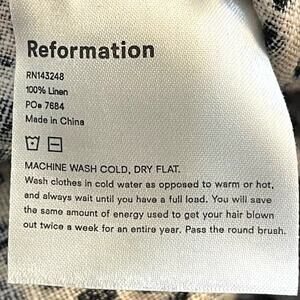 Reformation
RN143248
100% Linen
PO# 7684
Made in China
MACHINE WASH COLD, DRY FLAT.
Wash clothes in cold water as opposed to warm or hot,
and always wait until you have a full load. You will save
the same amount of energy used to get your hair blown
out twice a week for an entire year. Pass the round brush.